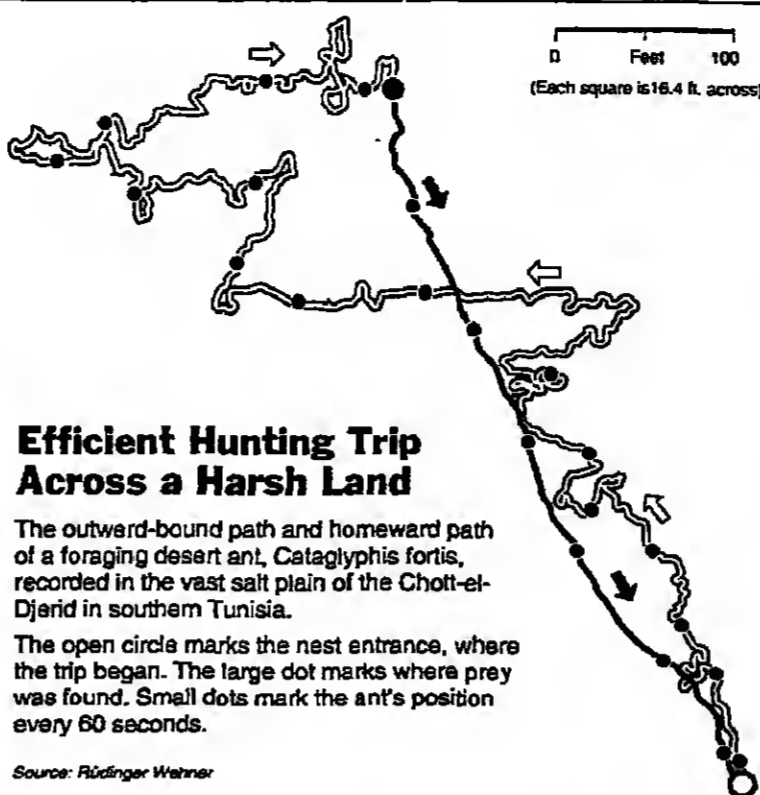 0 Feet 100
(Each square is 16.4 ft. across)
Efficient Hunting Trip
Across a Harsh Land
The outwerd-bound path and homeward path
of a foraging desert ant, Cataglyphis fortis,
recorded in the vast salt plain of the Chott-el-
Djerid in southern Tunisia.
The open circle marks the nest entrance, where
the trip began. The large dot marks where prey
was found. Small dots mark the ant's position
every 60 seconds.
Source: Rüdinger Wehner